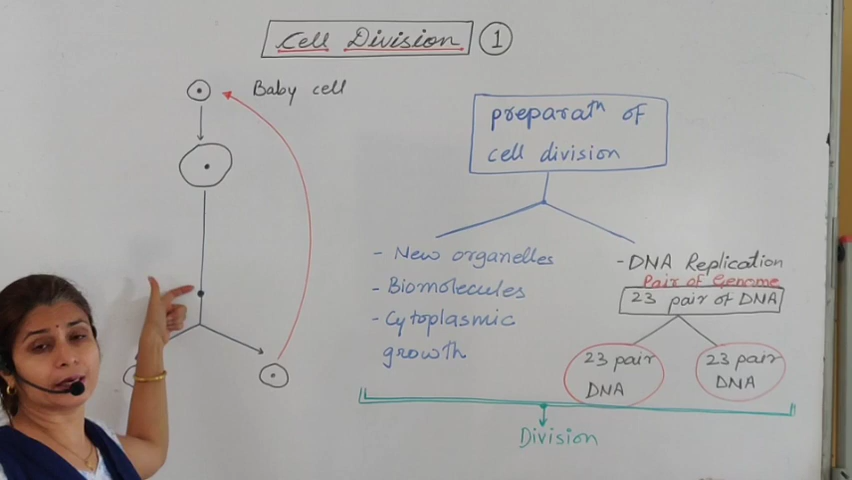 Cell Division 1
Baby cell
preparatⁿ of
cell division
- New organelles
- Biomolecules
- Cytoplasmic
growth
- DNA Replication
Pair of Genome
23 pair of DNA
23 pair
DNA
23 pair
DNA
Division